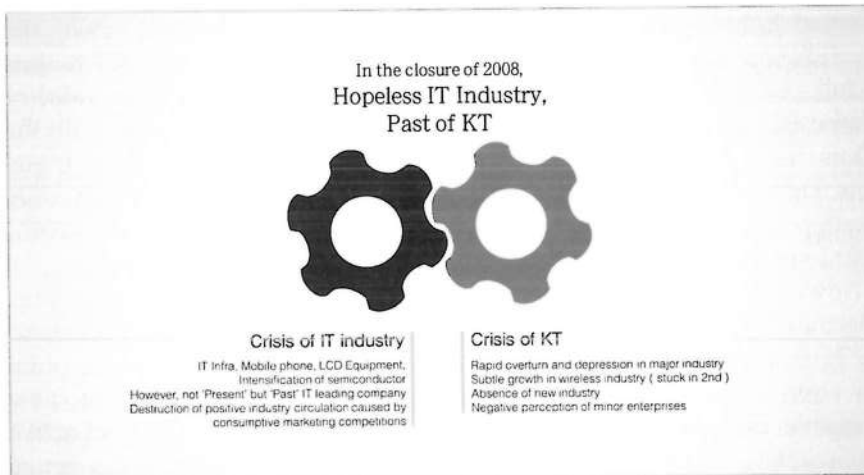 In the closure of 2008,
Hopeless IT Industry,
Past of KT
Crisis of IT industry
IT Infra, Mobile phone, LCD Equipment,
Intensification of semiconductor
However, not 'Present' but 'Past' IT leading company
Destruction of positive industry circulation caused by
consumptive marketing competitions
Crisis of KT
Rapid overturn and depression in major industry
Subtle growth in wireless industry ( stuck in 2nd )
Absence of new industry
Negative perception of minor enterprises